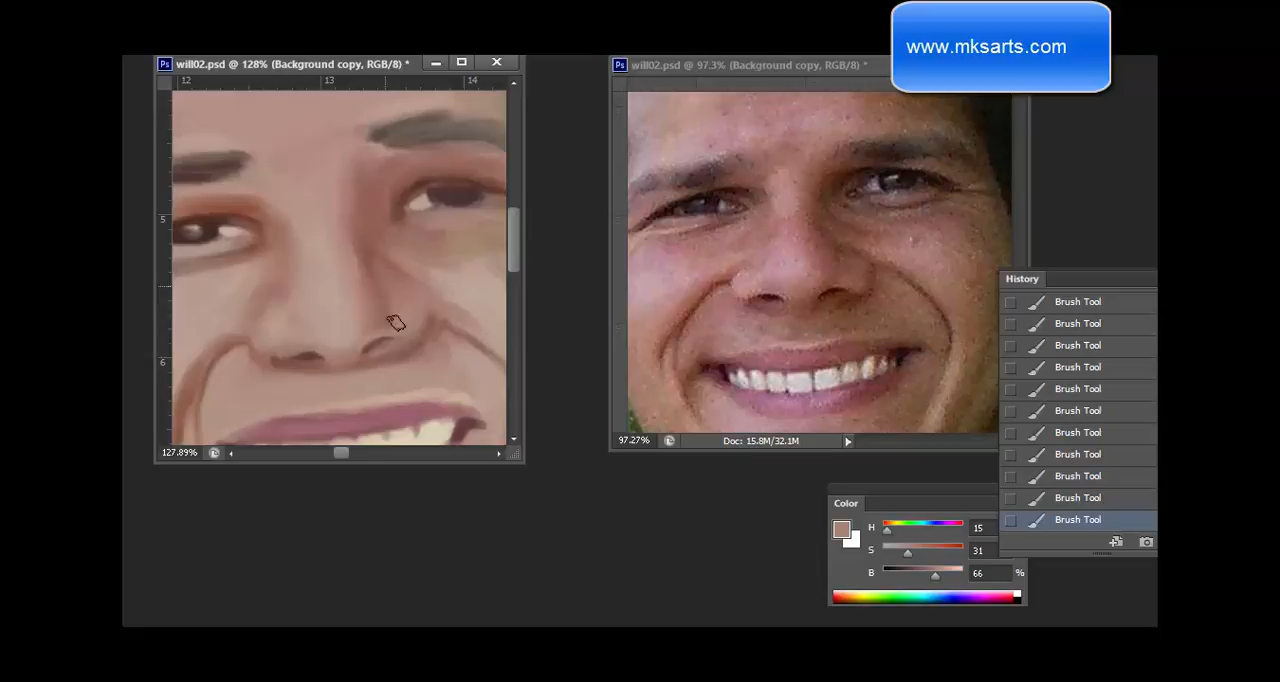 www.mksarts.com
will02.psd @ 128% (Background copy, RGB/8) *
will02.psd @ 97.3% (Background copy, RGB/8) *
12 13 14
5
6
127.89%
97.27% Doc: 15.8M/32.1M
History
Brush Tool
Brush Tool
Brush Tool
Brush Tool
Brush Tool
Brush Tool
Brush Tool
Brush Tool
Brush Tool
Brush Tool
Brush Tool
Color
H 15
S 31
B 66 %